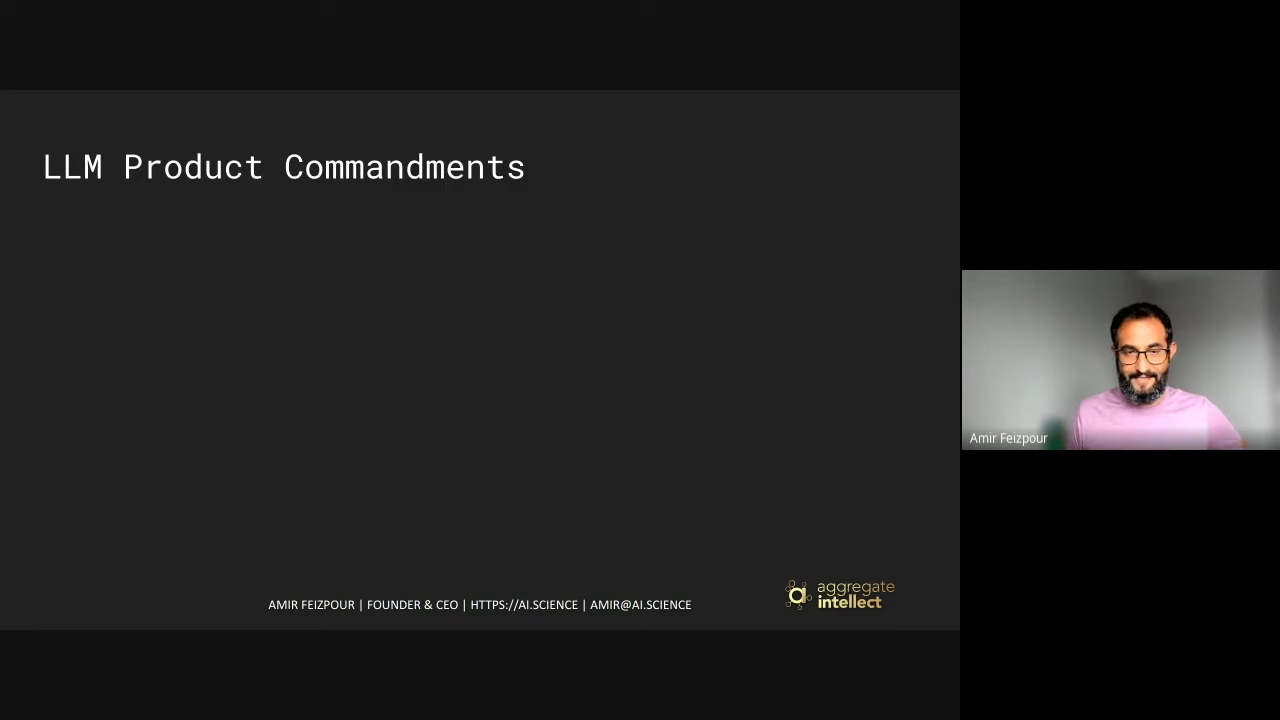 LLM Product Commandments
Amir Feizpour
AMIR FEIZPOUR | FOUNDER & CEO | HTTPS://AI.SCIENCE | AMIR@AI.SCIENCE
a aggregate
intellect